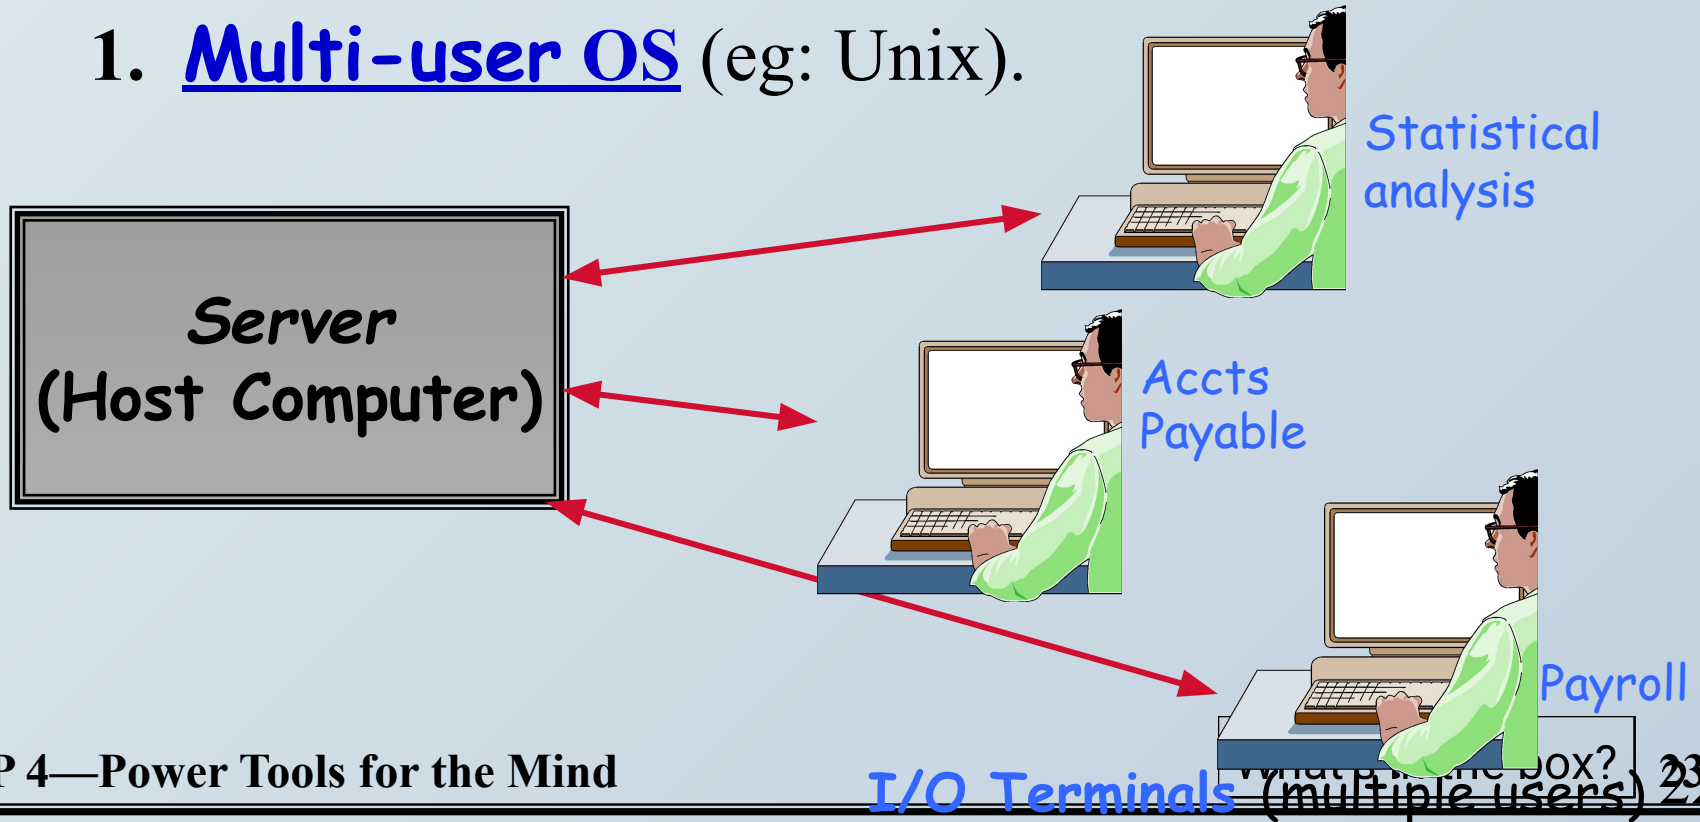 1. Multi-user OS (eg: Unix).
Statistical
analysis
Server
(Host Computer)
Accts
Payable
Payroll
P 4—Power Tools for the Mind
box?
I/O Terminals (multiple users)